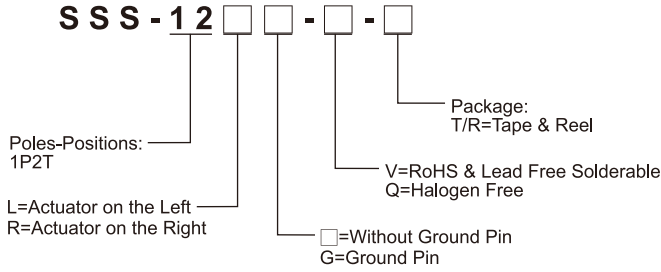 SSS-12□□-□-□
Package:
T/R=Tape & Reel
Poles-Positions:
1P2T
V=RoHS & Lead Free Solderable
Q=Halogen Free
L=Actuator on the Left
R=Actuator on the Right
□=Without Ground Pin
G=Ground Pin